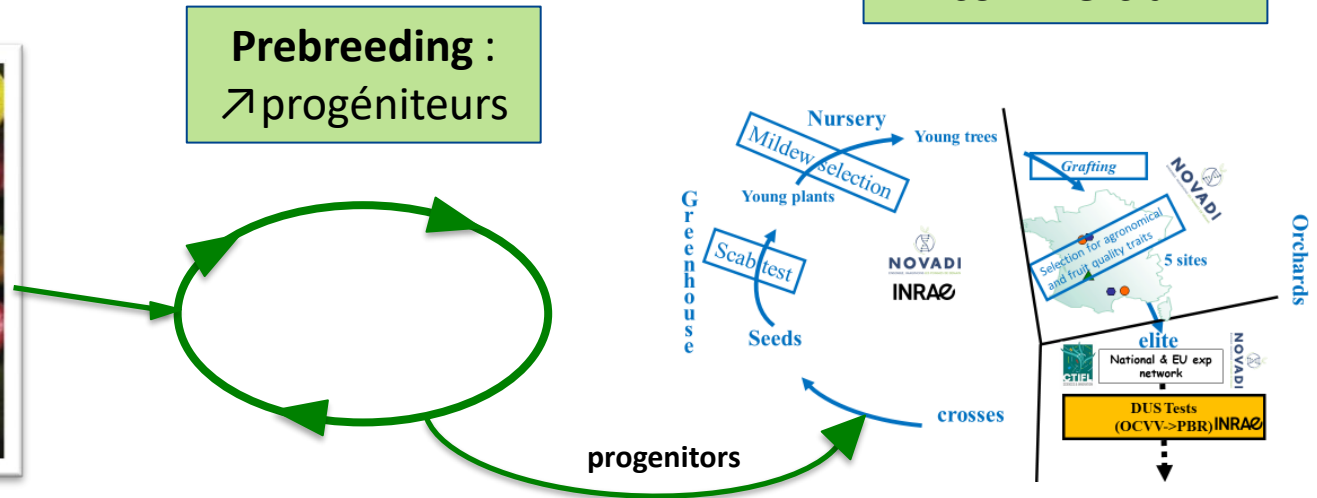 Prebreeding :
↗progéniteurs
Nursery
Mildew selection
Young trees
Young plants
Greenhouse
Scab test
Seeds
crosses
progenitors
NOVADI
INRAE
Grafting
NOVADI
Selection for agronomical
and fruit quality traits
5 sites
Orchards
elite
CTIFL
National & EU exp
network
NOVADI
DUS Tests
(OCVV->PBR) INRAE